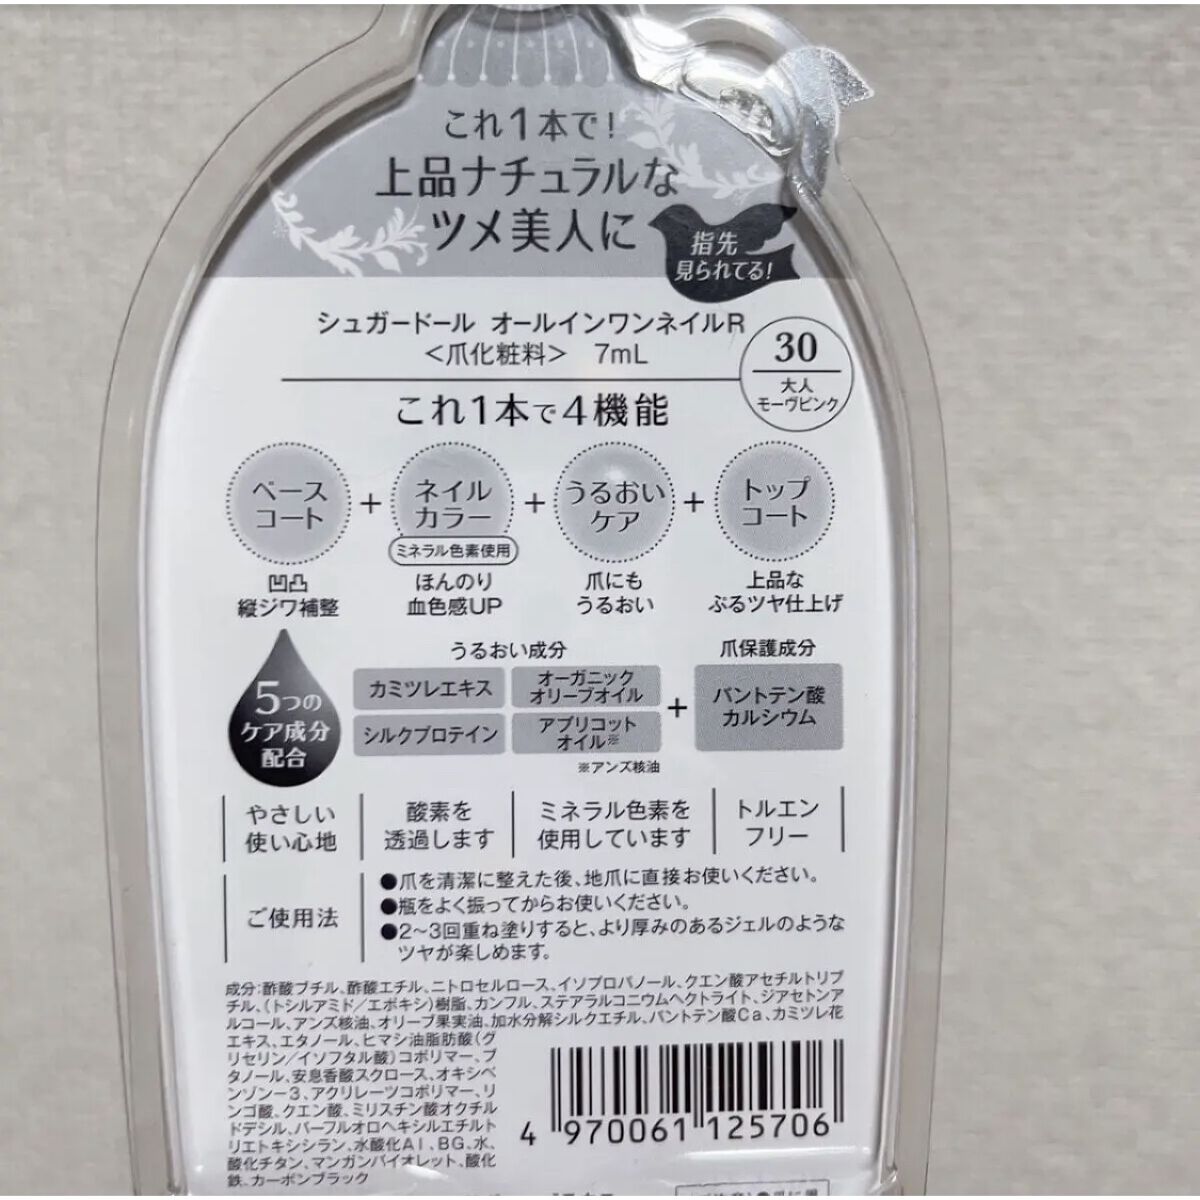 これ1本で!
上品ナチュラルな
ツメ美人に
指先
見られてる!
シュガードール オールインワンネイルR
＜爪化粧料＞ 7mL
30
大人
モーヴピンク
これ1本で4機能
ベース
コート
+
ネイル
カラー
ミネラル色素使用
+
うるおい
ケア
+
トップ
コート
凹凸
縦ジワ補整
ほんのり
血色感UP
爪にも
うるおい
上品な
ぷるツヤ仕上げ
5つの
ケア成分
配合
うるおい成分
カミツレエキス
オーガニック
オリーブオイル
シルクプロテイン
アプリコット
オイル※
※アンズ核油
+
爪保護成分
パントテン酸
カルシウム
やさしい
使い心地
酸素を
透過します
ミネラル色素を
使用しています
トルエン
フリー
ご使用法
●爪を清潔に整えた後、地爪に直接お使いください。
●瓶をよく振ってからお使いください。
●2〜3回重ね塗りすると、より厚みのあるジェルのような
ツヤが楽しめます。
成分:酢酸ブチル、酢酸エチル、ニトロセルロース、イソプロパノール、クエン酸アセチルトリブ
チル、(トシルアミド/エポキシ)樹脂、カンフル、ステアラルコニウムヘクトライト、ジアセトンア
ルコール、アンズ核油、オリーブ果実油、加水分解シルクエチル、パントテン酸Ca、カミツレ花
エキス、エタノール、ヒマシ油脂肪酸(グ
リセリン/イソフタル酸)コポリマー、ブ
タノール、安息香酸スクロース、オキシベ
ンゾン-3、アクリレーツコポリマー、リ
ンゴ酸、クエン酸、ミリスチン酸オクチル
ドデシル、パーフルオロヘキシルエチルト
リエトキシシラン、水酸化Al、BG、水、
酸化チタン、マンガンバイオレット、酸化
鉄、カーボンブラック
4 970061 125706